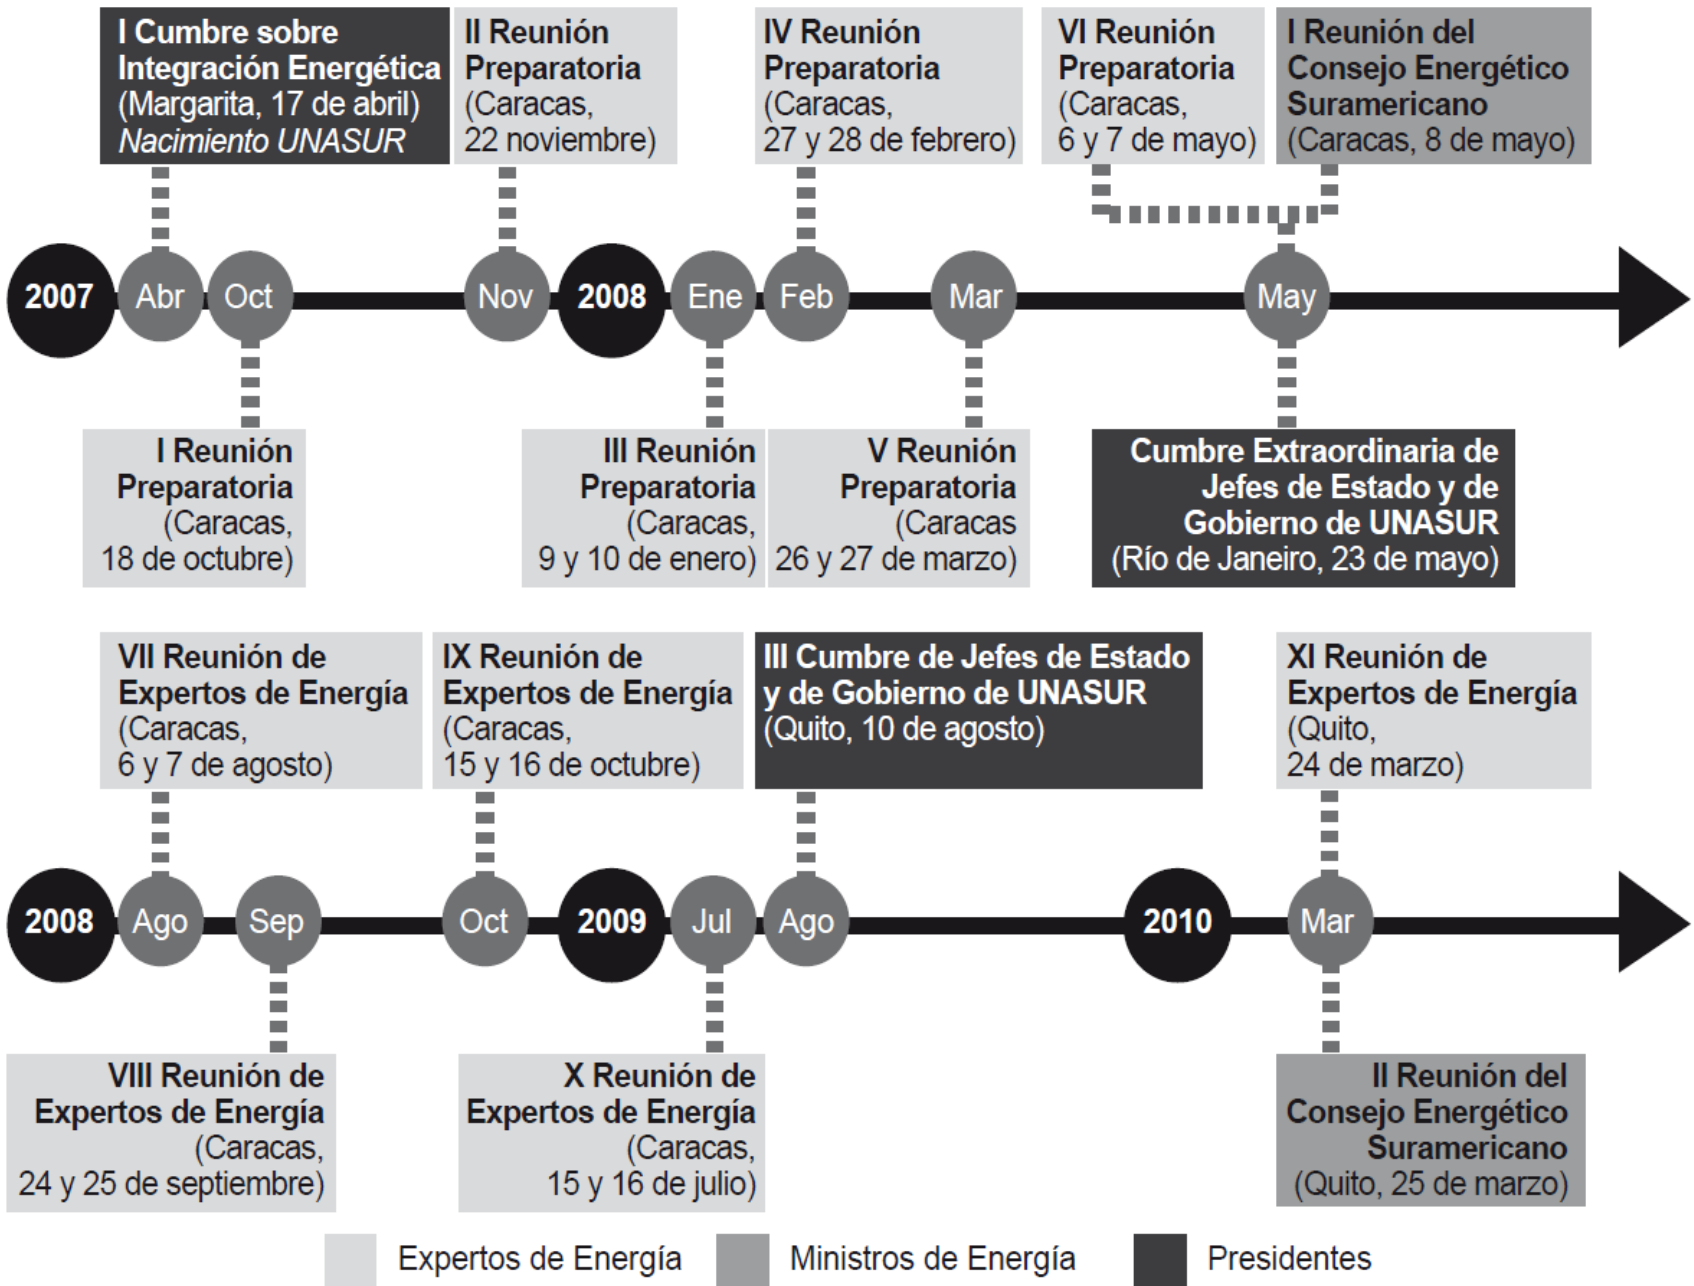 I Cumbre sobre
Integración Energética
(Margarita, 17 de abril)
Nacimiento UNASUR
II Reunión
Preparatoria
(Caracas,
22 noviembre)
IV Reunión
Preparatoria
(Caracas,
27 y 28 de febrero)
VI Reunión
Preparatoria
(Caracas,
6 y 7 de mayo)
I Reunión del
Consejo Energético
Suramericano
(Caracas, 8 de mayo)
2007
Abr
Oct
Nov
2008
Ene
Feb
Mar
May
I Reunión
Preparatoria
(Caracas,
18 de octubre)
III Reunión
Preparatoria
(Caracas,
9 y 10 de enero)
V Reunión
Preparatoria
(Caracas
26 y 27 de marzo)
Cumbre Extraordinaria de
Jefes de Estado y de
Gobierno de UNASUR
(Río de Janeiro, 23 de mayo)
VII Reunión de
Expertos de Energía
(Caracas,
6 y 7 de agosto)
IX Reunión de
Expertos de Energía
(Caracas,
15 y 16 de octubre)
III Cumbre de Jefes de Estado
y de Gobierno de UNASUR
(Quito, 10 de agosto)
XI Reunión de
Expertos de Energía
(Quito,
24 de marzo)
2008
Ago
Sep
Oct
2009
Jul
Ago
2010
Mar
VIII Reunión de
Expertos de Energía
(Caracas,
24 y 25 de septiembre)
X Reunión de
Expertos de Energía
(Caracas,
15 y 16 de julio)
II Reunión del
Consejo Energético
Suramericano
(Quito, 25 de marzo)
Expertos de Energía
Ministros de Energía
Presidentes